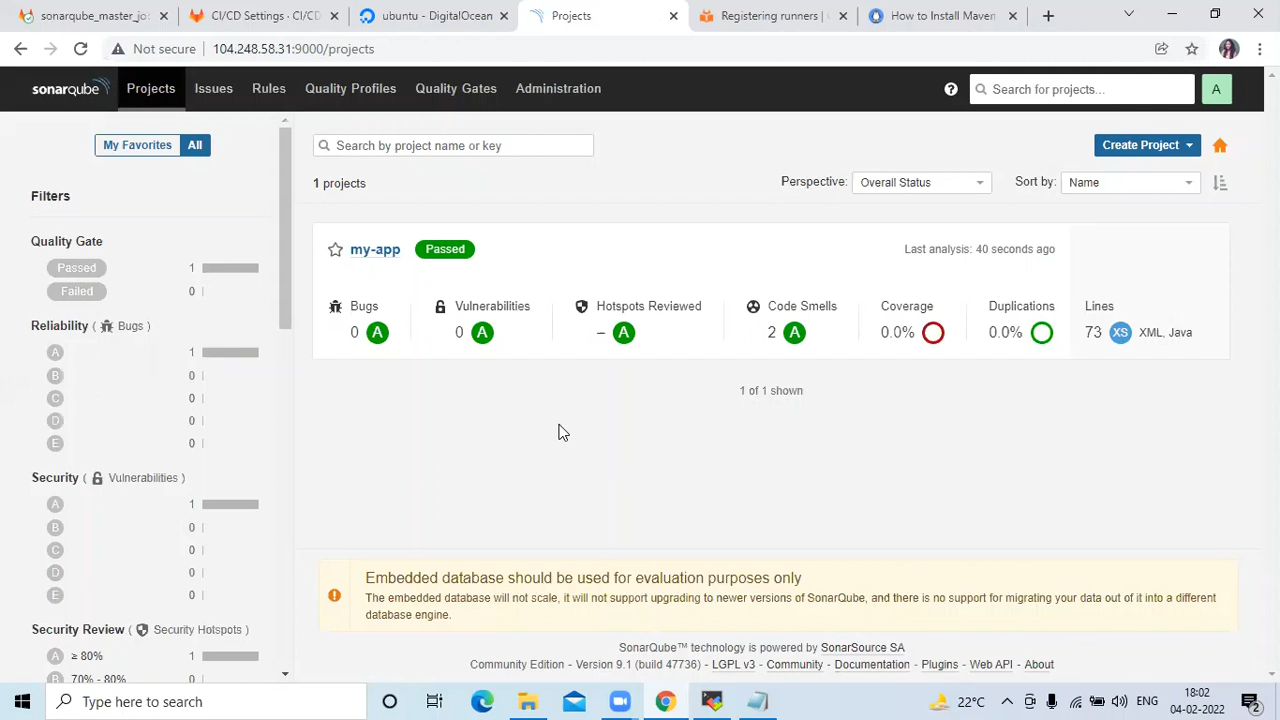 sonarqube_master_jo
CI/CD Settings · CI/CD
ubuntu - DigitalOcean
Projects
Registering runners |
How to Install Maven
Not secure
104.248.58.31:9000/projects
sonarqube
Projects
Issues
Rules
Quality Profiles
Quality Gates
Administration
?
Search for projects...
A
My Favorites
All
Search by project name or key
Create Project
Filters
1 projects
Perspective:
Overall Status
Sort by:
Name
Quality Gate
Passed 1
Failed 0
Reliability ( Bugs )
A 1
B 0
C 0
D 0
E 0
Security ( Vulnerabilities )
A 1
B 0
C 0
D 0
E 0
Security Review ( Security Hotspots )
A ≥ 80% 1
B 70% - 80% 0
my-app Passed
Last analysis: 40 seconds ago
Bugs
0 A
Vulnerabilities
0 A
Hotspots Reviewed
– A
Code Smells
2 A
Coverage
0.0%
Duplications
0.0%
Lines
73 XS XML, Java
1 of 1 shown
Embedded database should be used for evaluation purposes only
The embedded database will not scale, it will not support upgrading to newer versions of SonarQube, and there is no support for migrating your data out of it into a different
database engine.
SonarQube™ technology is powered by SonarSource SA
Community Edition - Version 9.1 (build 47736) - LGPL v3 - Community - Documentation - Plugins - Web API - About
Type here to search
22°C
ENG
18:02
04-02-2022
2